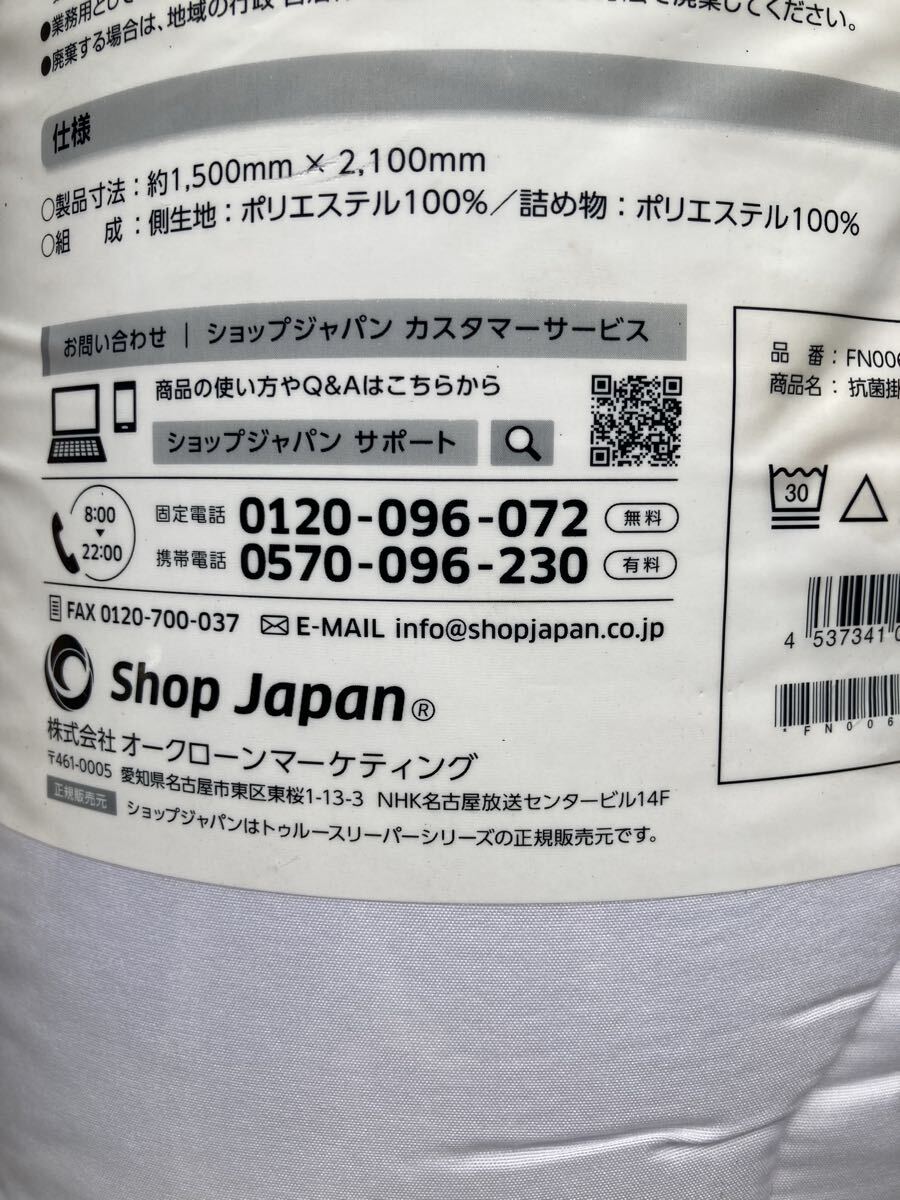 ●業務用とし
●廃棄する場合は、地域の行政
で廃棄してください。
仕様
○製品寸法：約1,500mm × 2,100mm
○組　成：側生地：ポリエステル100%／詰め物：ポリエステル100%
お問い合わせ | ショップジャパン カスタマーサービス
商品の使い方やQ&Aはこちらから
ショップジャパン サポート
8:00
22:00
固定電話 0120-096-072 無料
携帯電話 0570-096-230 有料
FAX 0120-700-037 E-MAIL info@shopjapan.co.jp
Shop Japan®
株式会社 オークローンマーケティング
〒461-0005 愛知県名古屋市東区東桜1-13-3 NHK名古屋放送センタービル14F
正規販売元 ショップジャパンはトゥルースリーパーシリーズの正規販売元です。
品　番：FN006
商品名：抗菌掛
30
4 537341
*FN006